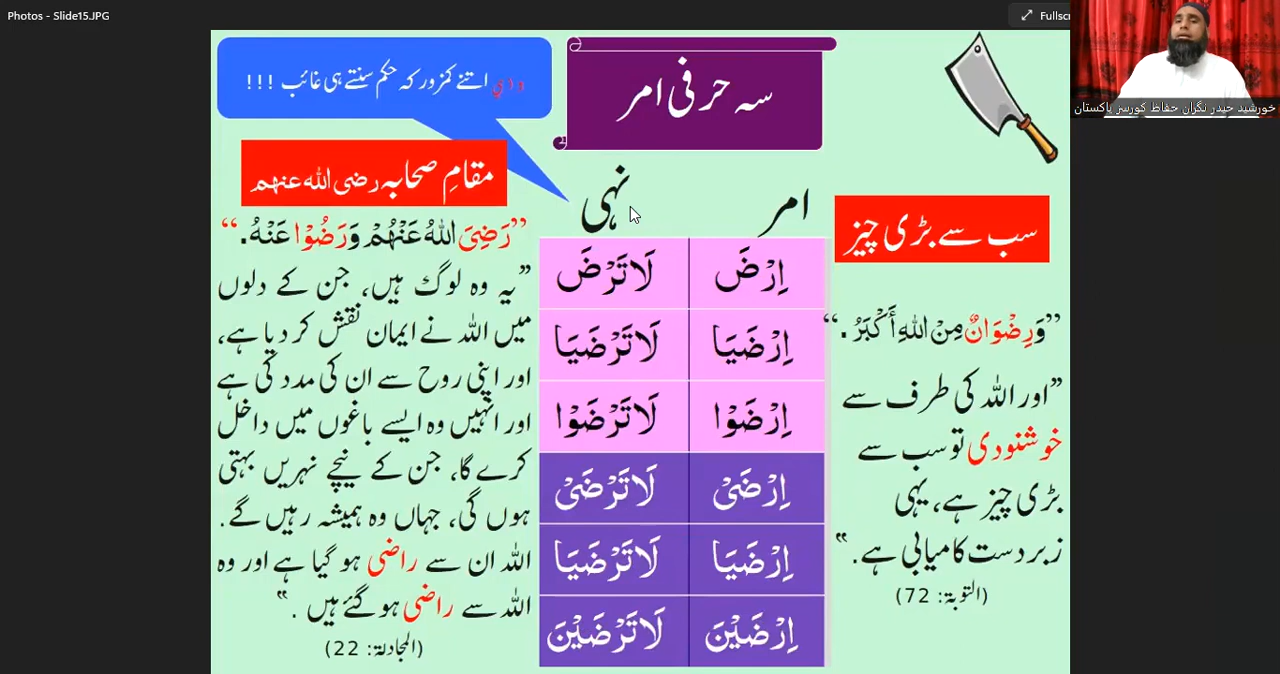 Photos - Slide15.JPG
Fullscr
خورشید حیدر نگران حفاظ کورسز پاکستان
سہ حرفی امر
و ا ي اتنے کمزور کہ حکم سنتے ہی غائب !!!
سب سے بڑی چیز
”وَرِضْوَانٌ مِنْ اللهِ أَكْبَرُ .“
”اور اللہ کی طرف سے
خوشنودی تو سب سے
بڑی چیز ہے، یہی
زبردست کامیابی ہے .“
(التوبۃ: 72)
امر نہی
اِرْضَ لَا تَرْضَ
اِرْضَيَا لَا تَرْضَيَا
اِرْضَوْا لَا تَرْضَوْا
اِرْضَىْ لَا تَرْضَىْ
اِرْضَيَا لَا تَرْضَيَا
اِرْضَيْنَ لَا تَرْضَيْنَ
مقامِ صحابہ رضی اللہ عنہم
”رَضِىَ اللهُ عَنْهُمْ وَرَضُوْا عَنْهُ.“
”یہ وہ لوگ ہیں، جن کے دلوں
میں اللہ نے ایمان نقش کر دیا ہے،
اور اپنی روح سے ان کی مدد کی ہے
اور انہیں وہ ایسے باغوں میں داخل
کرے گا، جن کے نیچے نہریں بہتی
ہوں گی، جہاں وہ ہمیشہ رہیں گے.
اللہ ان سے راضی ہو گیا ہے اور وہ
اللہ سے راضی ہو گئے ہیں .“
(المجادلۃ: 22)